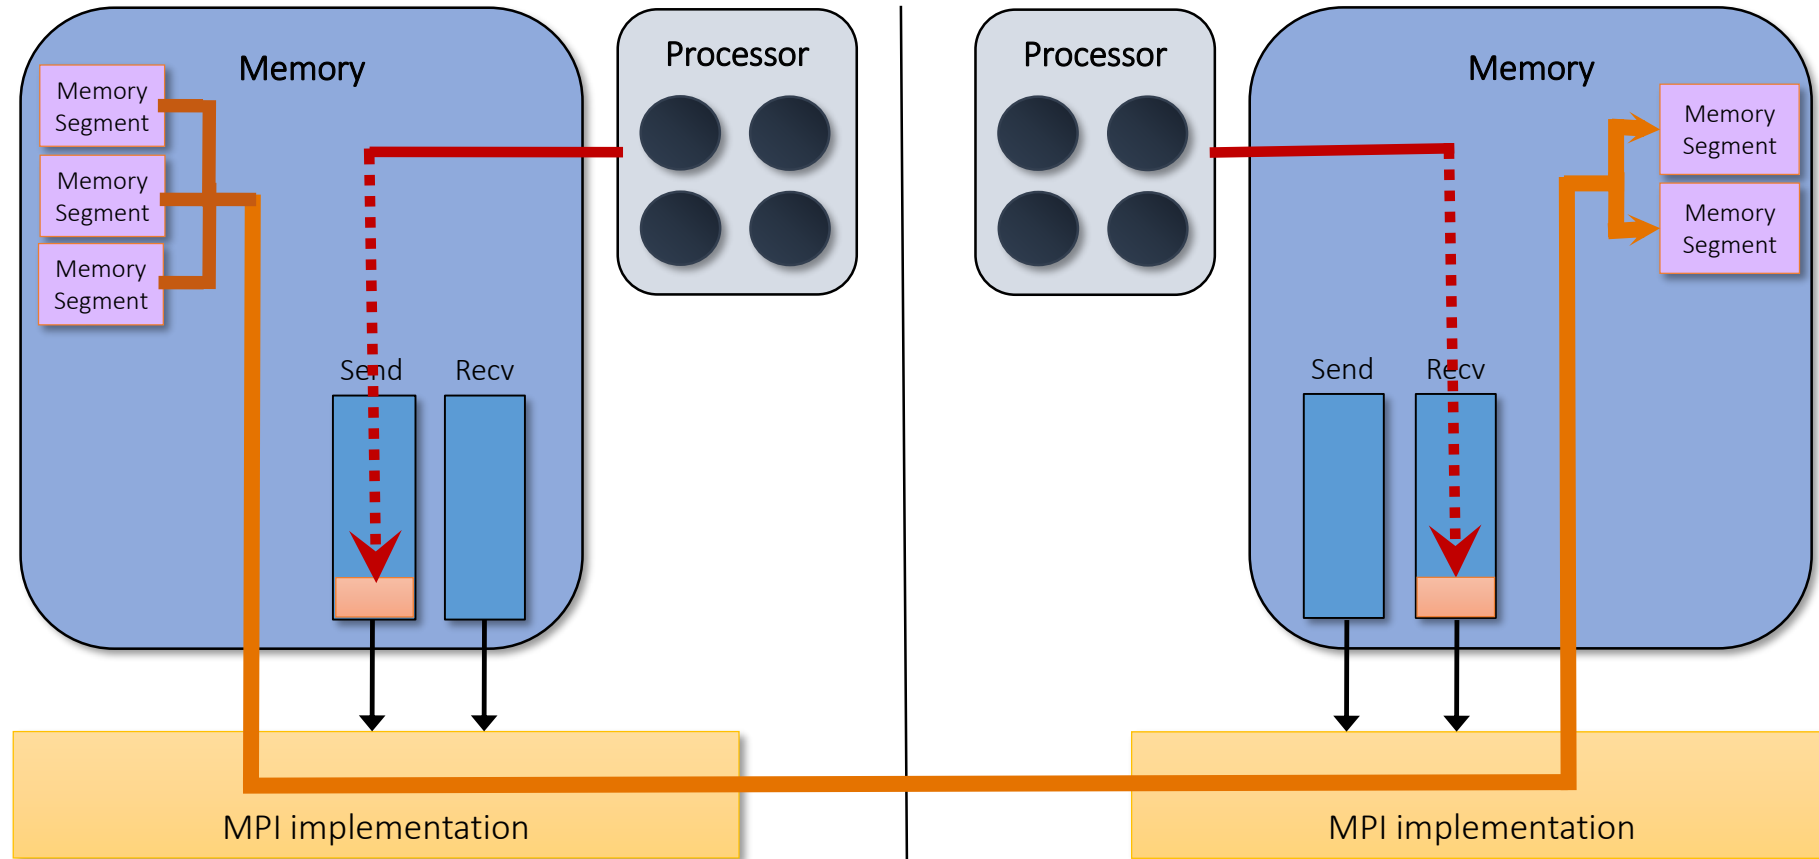 Memory
Memory
Segment
Memory
Segment
Memory
Segment
Send
Recv
Processor
MPI implementation
Processor
Memory
Memory
Segment
Memory
Segment
Send
Recv
MPI implementation